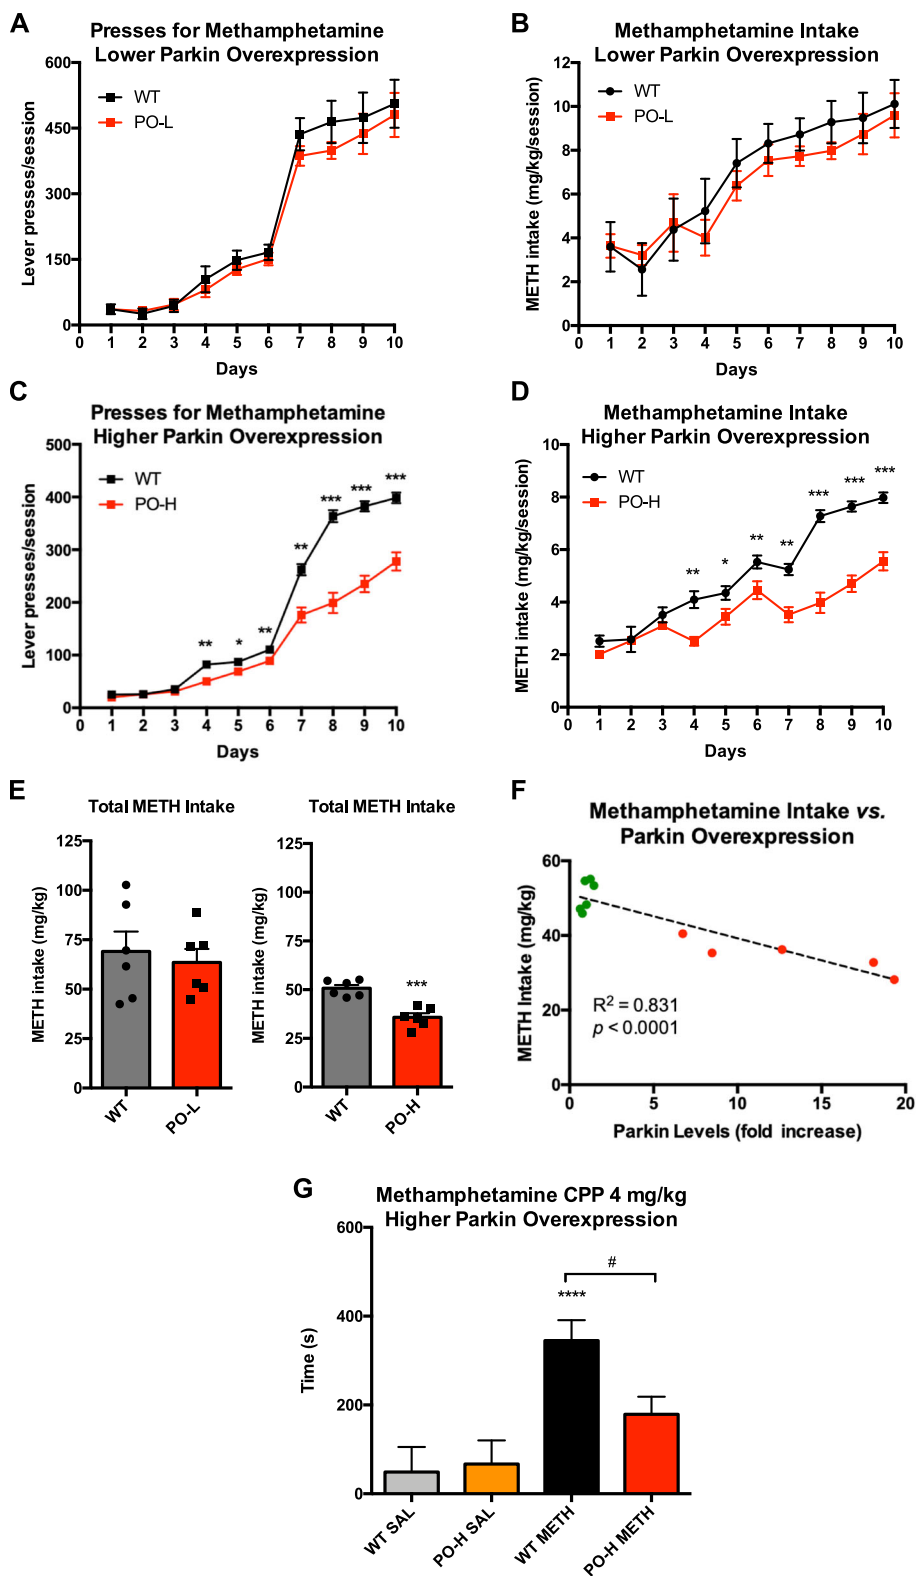 A
Presses for Methamphetamine
Lower Parkin Overexpression
600
450
300
150
0
Lever presses/session
WT
PO-L
0 1 2 3 4 5 6 7 8 9 10
Days
B
Methamphetamine Intake
Lower Parkin Overexpression
12
10
8
6
4
2
0
METH intake (mg/kg/session)
WT
PO-L
0 1 2 3 4 5 6 7 8 9 10
Days
C
Presses for Methamphetamine
Higher Parkin Overexpression
500
400
300
200
100
0
Lever presses/session
WT
PO-H
** * ** ** *** *** ***
0 1 2 3 4 5 6 7 8 9 10
Days
D
Methamphetamine Intake
Higher Parkin Overexpression
10
8
6
4
2
0
METH intake (mg/kg/session)
WT
PO-H
** * ** ** *** *** ***
0 1 2 3 4 5 6 7 8 9 10
Days
E
Total METH Intake
125
100
75
50
25
0
METH intake (mg/kg)
WT
PO-L
Total METH Intake
125
100
75
50
25
0
METH intake (mg/kg)
***
WT
PO-H
F
Methamphetamine Intake vs.
Parkin Overexpression
60
40
20
0
METH Intake (mg/kg)
R² = 0.831
p < 0.0001
0 5 10 15 20
Parkin Levels (fold increase)
G
Methamphetamine CPP 4 mg/kg
Higher Parkin Overexpression
600
400
200
0
Time (s)
#
****
WT SAL
PO-H SAL
WT METH
PO-H METH